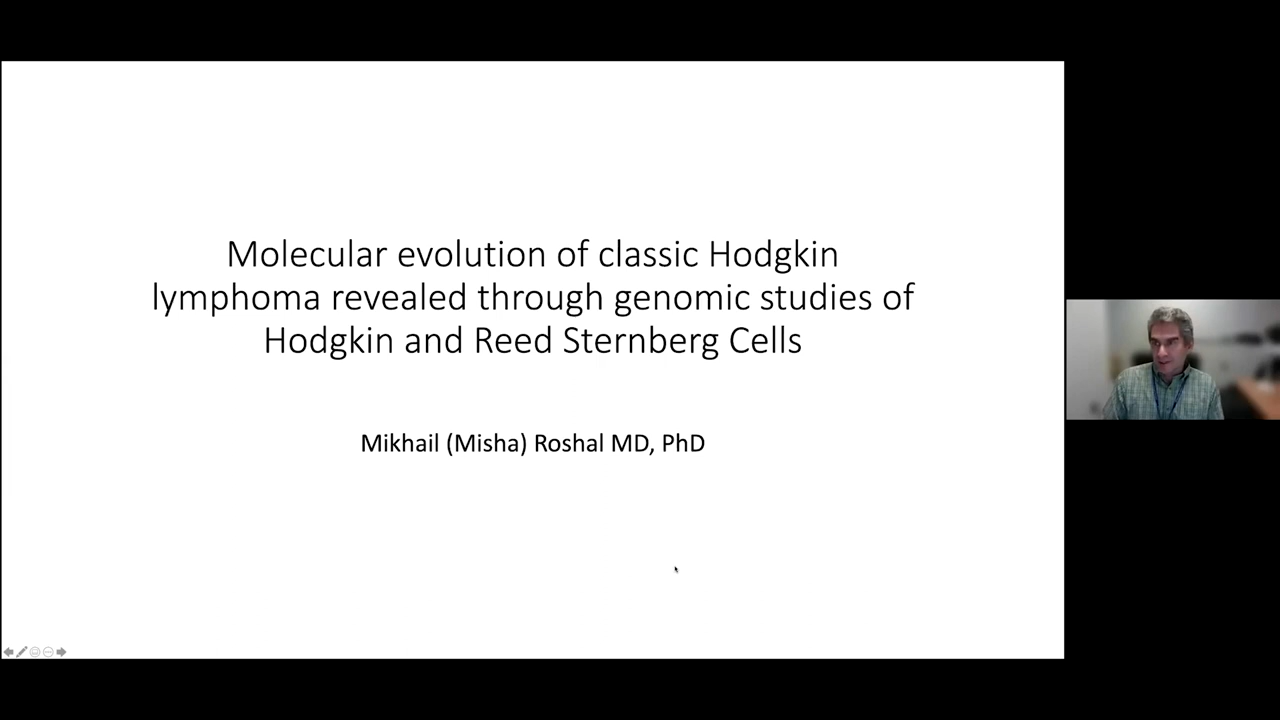 Molecular evolution of classic Hodgkin
lymphoma revealed through genomic studies of
Hodgkin and Reed Sternberg Cells
Mikhail (Misha) Roshal MD, PhD